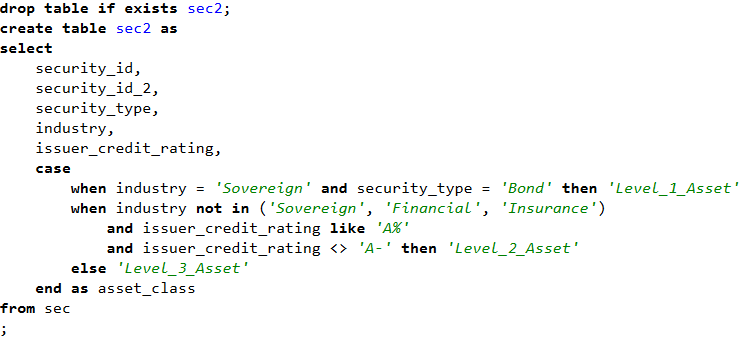 drop table if exists sec2;
create table sec2 as
select
    security_id,
    security_id_2,
    security_type,
    industry,
    issuer_credit_rating,
    case
        when industry = 'Sovereign' and security_type = 'Bond' then 'Level_1_Asset'
        when industry not in ('Sovereign', 'Financial', 'Insurance')
            and issuer_credit_rating like 'A%'
            and issuer_credit_rating <> 'A-' then 'Level_2_Asset'
        else 'Level_3_Asset'
    end as asset_class
from sec
;